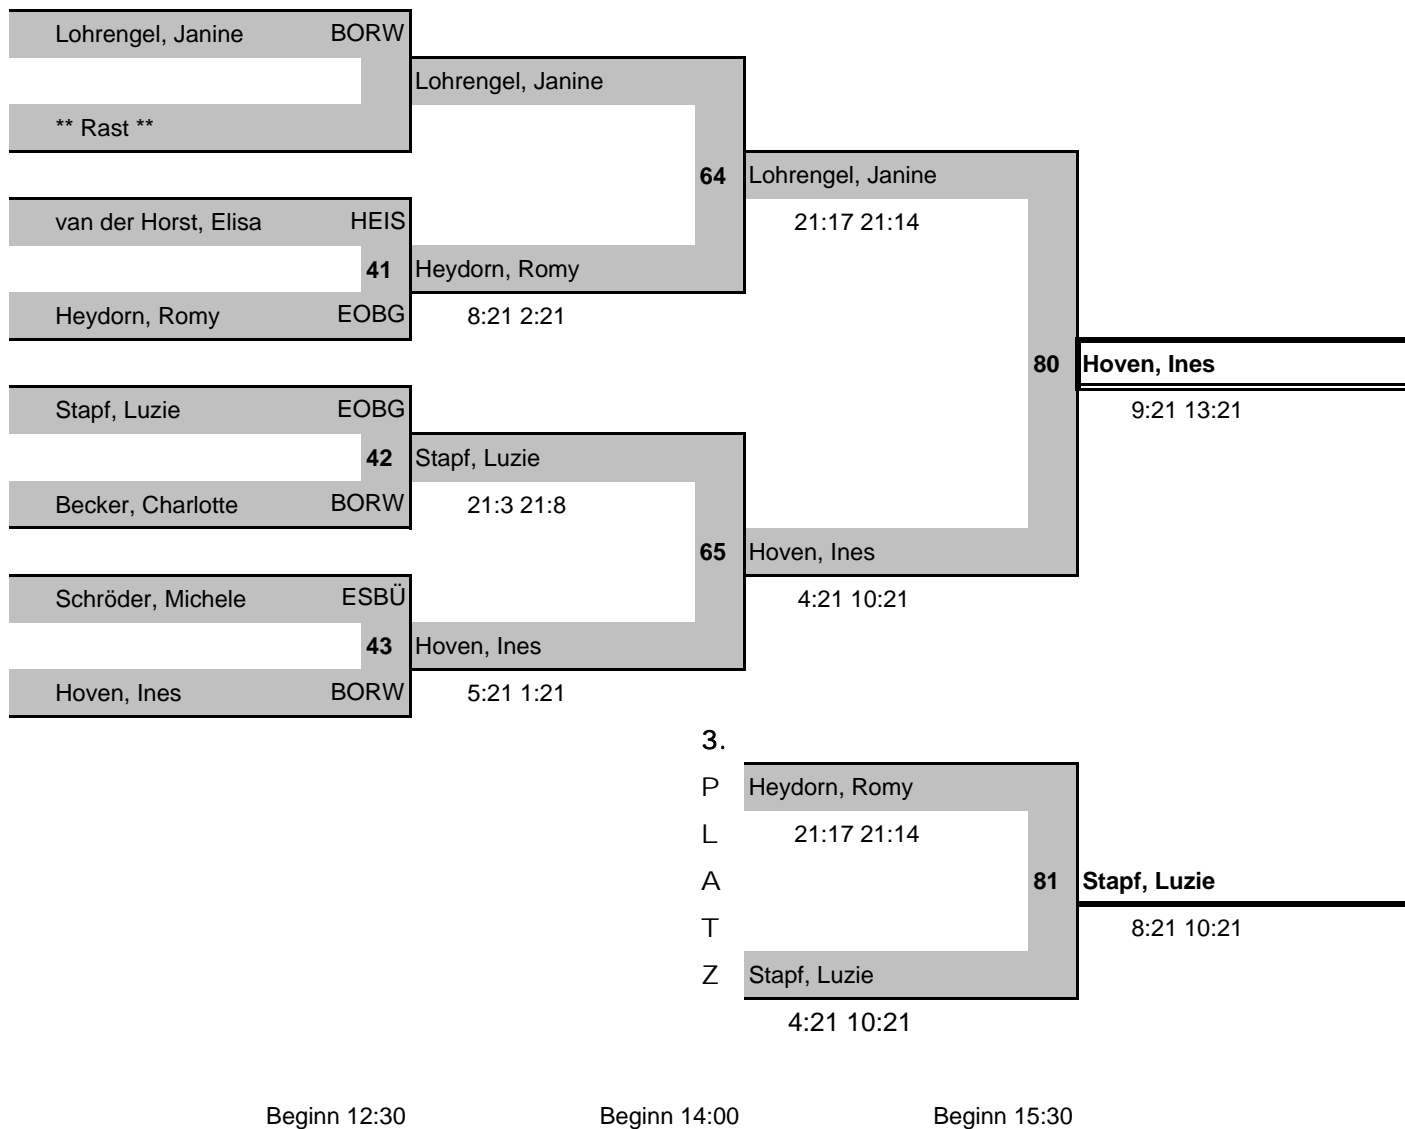 Lohrengel, Janine BORW
Lohrengel, Janine
** Rast **
64 Lohrengel, Janine
van der Horst, Elisa HEIS 21:17 21:14
41 Heydorn, Romy
Heydorn, Romy EOBG 8:21 2:21
80 Hoven, Ines
Stapf, Luzie EOBG 9:21 13:21
42 Stapf, Luzie
Becker, Charlotte BORW 21:3 21:8
65 Hoven, Ines
Schröder, Michele ESBÜ 4:21 10:21
43 Hoven, Ines
Hoven, Ines BORW 5:21 1:21
3.
P Heydorn, Romy
L 21:17 21:14
A 81 Stapf, Luzie
T 8:21 10:21
Z Stapf, Luzie
4:21 10:21
Beginn 12:30 Beginn 14:00 Beginn 15:30